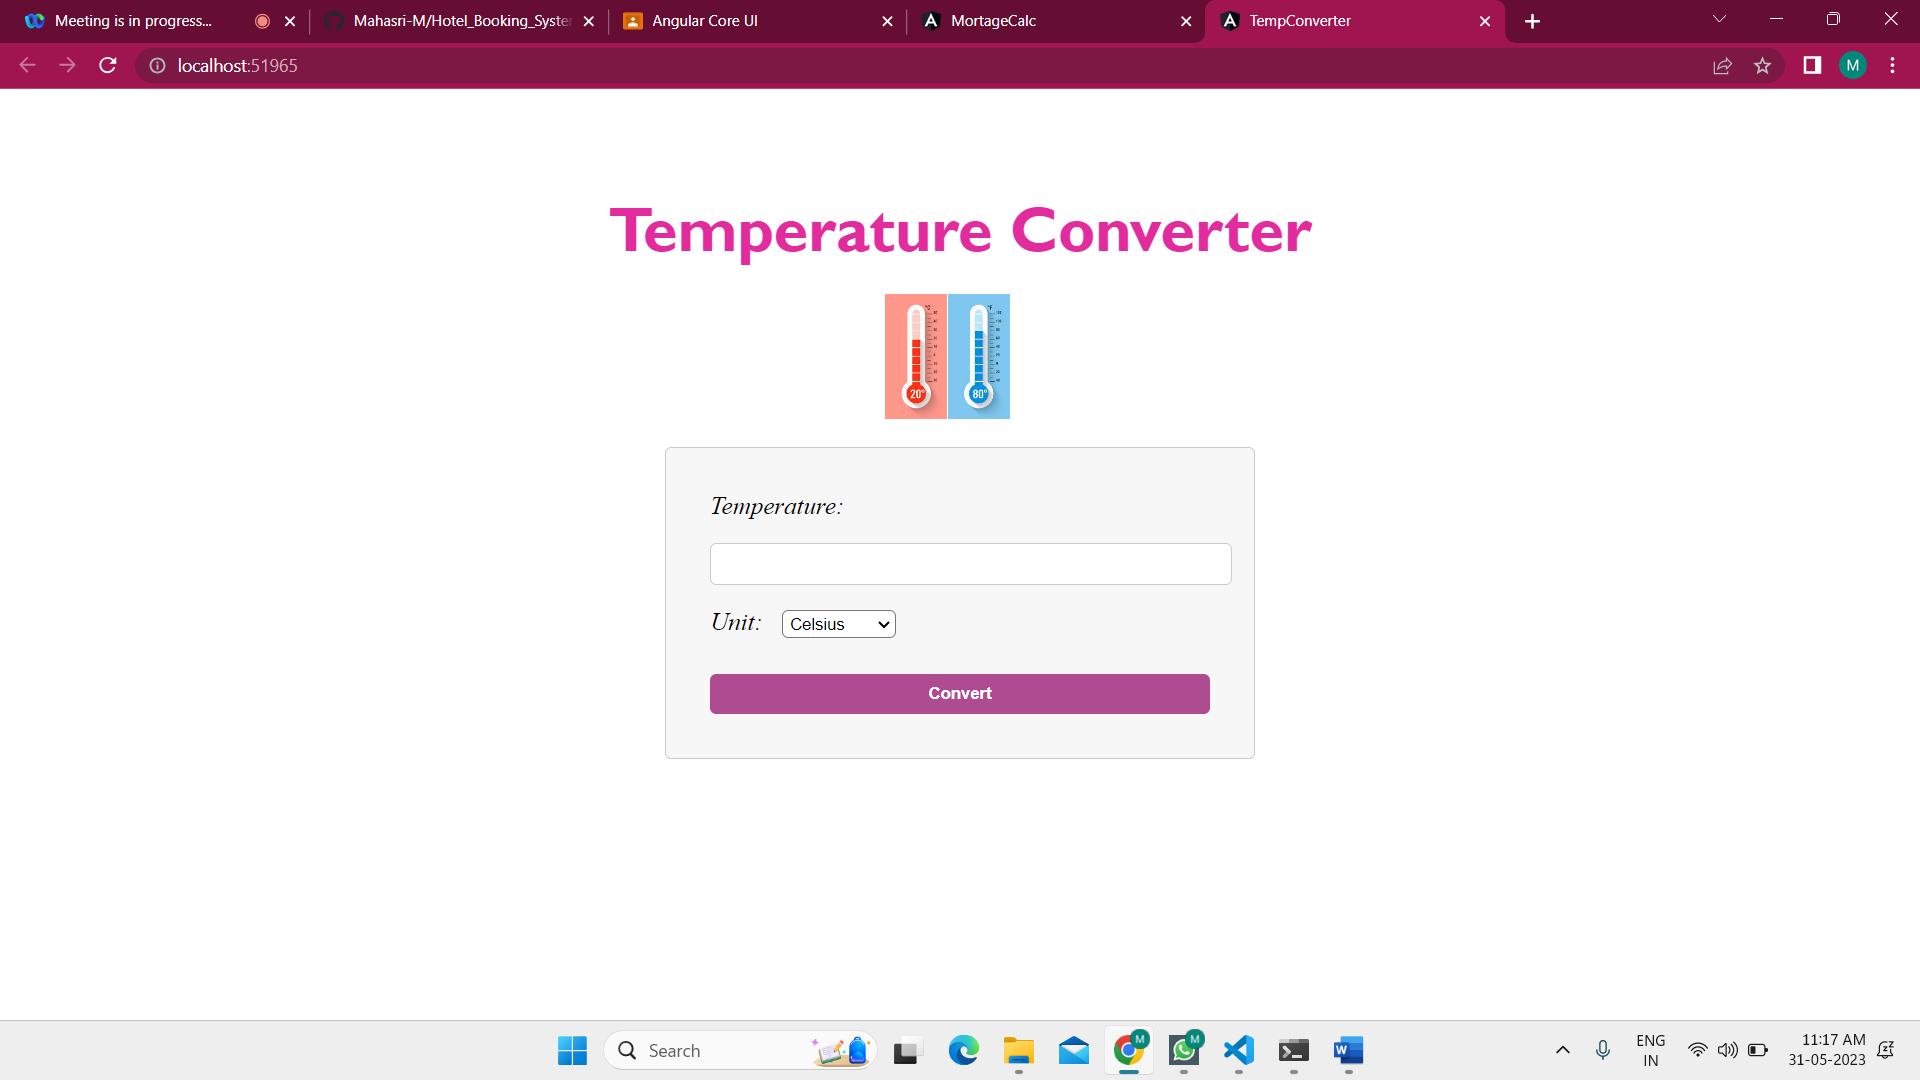 Meeting is in progress...
Mahasri-M/Hotel_Booking_Syste
Angular Core UI
MortageCalc
TempConverter
localhost:51965
M
Temperature Converter
20°
80°
Temperature:
Unit:
Celsius
Convert
Search
M
M
ENG
IN
11:17 AM
31-05-2023